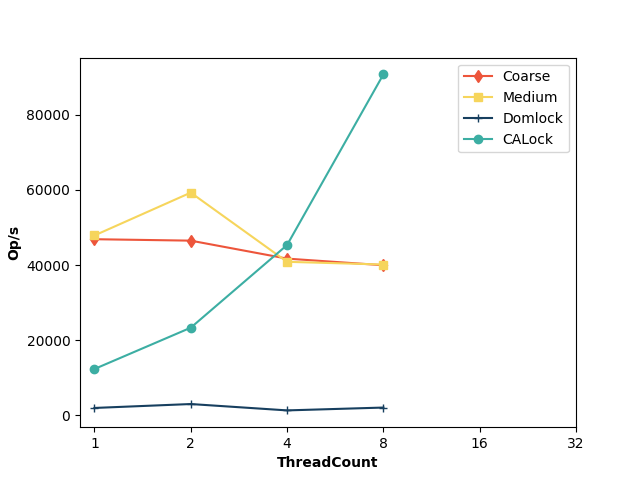 Coarse
Medium
Domlock
CALock
Op/s
80000
60000
40000
20000
0
1 2 4 8 16 32
ThreadCount